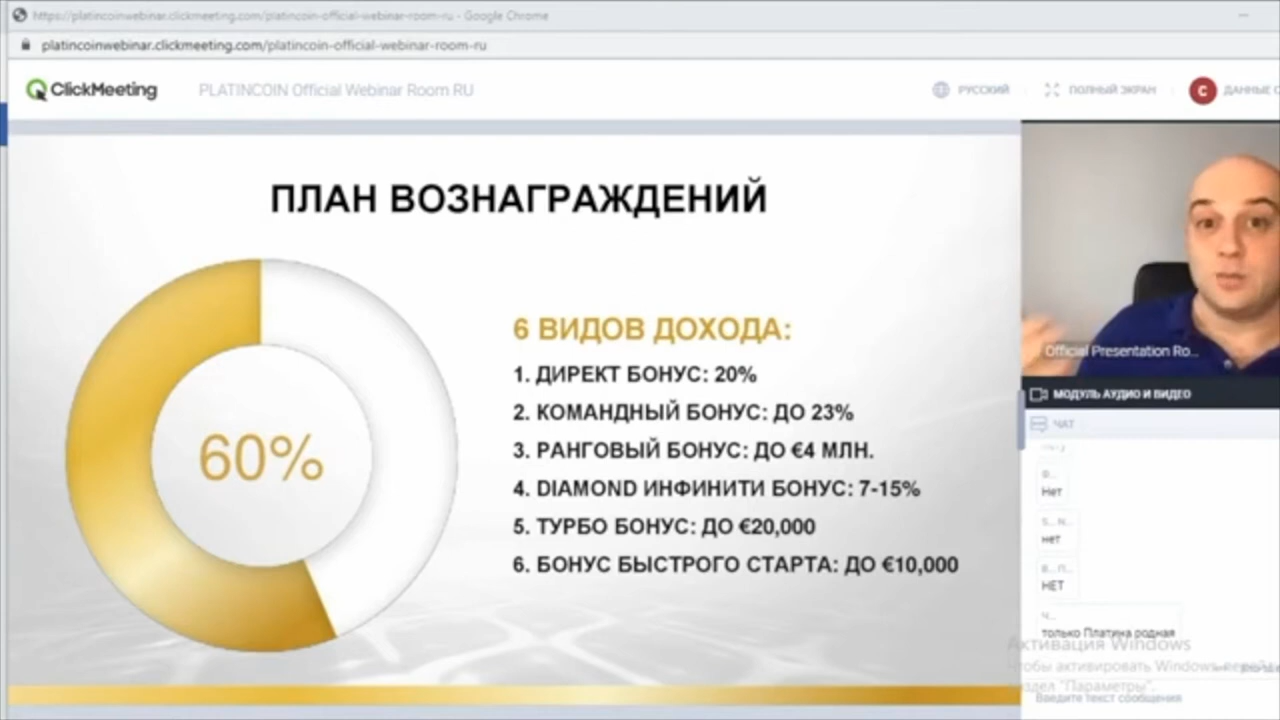 https://platincoinwebinar.clickmeeting.com/platincoin-official-webinar-room-ru - Google Chrome
platincoinwebinar.clickmeeting.com/platincoin-official-webinar-room-ru
ClickMeeting
PLATINCOIN Official Webinar Room RU
РУССКИЙ
ПОЛНЫЙ ЭКРАН
C
ДАННЫЕ С
ПЛАН ВОЗНАГРАЖДЕНИЙ
60%
6 ВИДОВ ДОХОДА:
1. ДИРЕКТ БОНУС: 20%
2. КОМАНДНЫЙ БОНУС: ДО 23%
3. РАНГОВЫЙ БОНУС: ДО €4 МЛН.
4. DIAMOND ИНФИНИТИ БОНУС: 7-15%
5. ТУРБО БОНУС: ДО €20,000
6. БОНУС БЫСТРОГО СТАРТА: ДО €10,000
Official Presentation Ro...
МОДУЛЬ АУДИО И ВИДЕО
ЧАТ
Нет
S... N...
нет
В... П...
НЕТ
Ч...
только Платина родная
Активация Windows
Чтобы активировать Windows
раздел "Параметры".
Введите текст сообщения